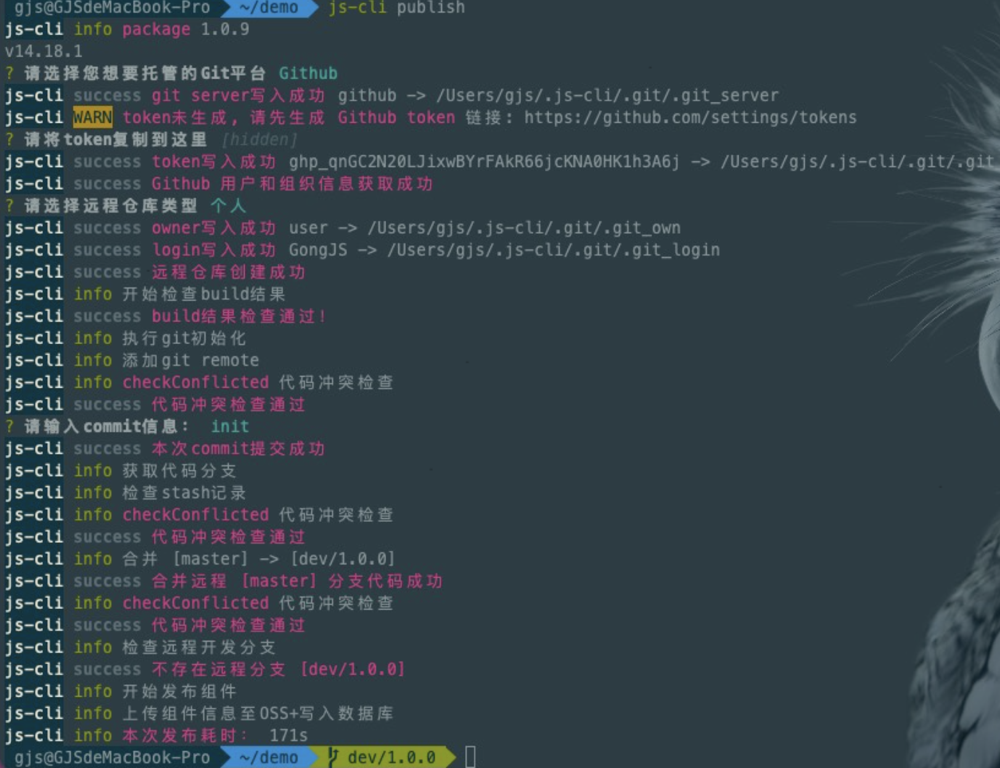 gjs@GJSdeMacBook-Pro ~/demo js-cli publish
js-cli info package 1.0.9
v14.18.1
? 请选择您想要托管的Git平台 Github
js-cli success git server写入成功 github -> /Users/gjs/.js-cli/.git/.git_server
js-cli WARN token未生成, 请先生成 Github token 链接: https://github.com/settings/tokens
? 请将token复制到这里 [hidden]
js-cli success token写入成功 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 -> /Users/gjs/.js-cli/.git/.git
js-cli success Github 用户和组织信息获取成功
? 请选择远程仓库类型 个人
js-cli success owner写入成功 user -> /Users/gjs/.js-cli/.git/.git_own
js-cli success login写入成功 GongJS -> /Users/gjs/.js-cli/.git/.git_login
js-cli success 远程仓库创建成功
js-cli info 开始检查build结果
js-cli success build结果检查通过!
js-cli info 执行git初始化
js-cli info 添加git remote
js-cli info checkConflicted 代码冲突检查
js-cli success 代码冲突检查通过
? 请输入commit信息: init
js-cli success 本次commit提交成功
js-cli info 获取代码分支
js-cli info 检查stash记录
js-cli info checkConflicted 代码冲突检查
js-cli success 代码冲突检查通过
js-cli info 合并 [master] -> [dev/1.0.0]
js-cli success 合并远程 [master] 分支代码成功
js-cli info checkConflicted 代码冲突检查
js-cli success 代码冲突检查通过
js-cli info 检查远程开发分支
js-cli success 不存在远程分支 [dev/1.0.0]
js-cli info 开始发布组件
js-cli info 上传组件信息至OSS+写入数据库
js-cli info 本次发布耗时: 171s
gjs@GJSdeMacBook-Pro ~/demo dev/1.0.0